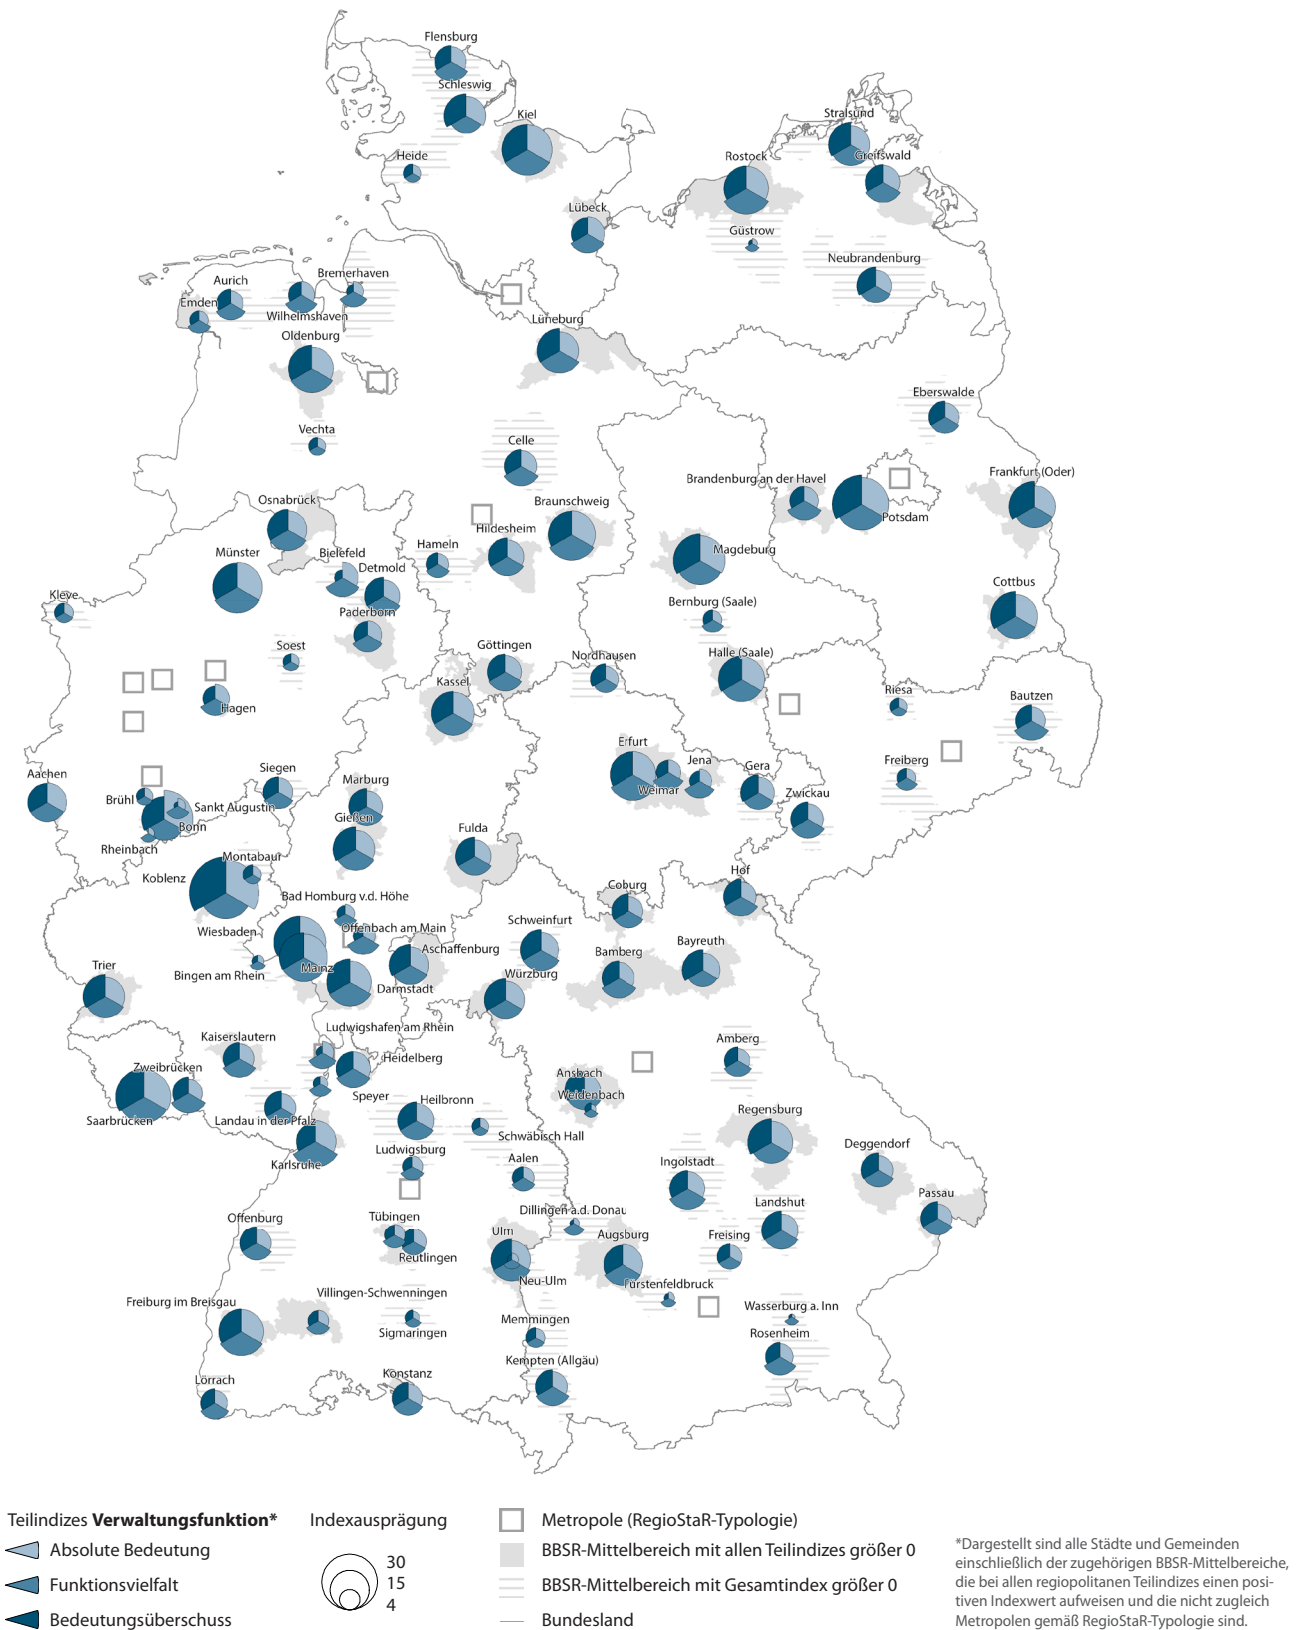 Flensburg
Schleswig
Kiel
Stralsund
Heide
Rostock
Greifswald
Lübeck
Güstrow
Neubrandenburg
Bremerhaven
Aurich
Emden
Wilhelmshaven
Lüneburg
Oldenburg
Eberswalde
Vechta
Celle
Frankfurt (Oder)
Brandenburg an der Havel
Osnabrück
Braunschweig
Potsdam
Hildesheim
Hameln
Magdeburg
Münster
Bielefeld
Detmold
Cottbus
Kleve
Bernburg (Saale)
Paderborn
Soest
Göttingen
Nordhausen
Halle (Saale)
Kassel
Riesa
Bautzen
Hagen
Erfurt
Jena
Gera
Freiberg
Aachen
Siegen
Marburg
Weimar
Zwickau
Brühl
Sankt Augustin
Gießen
Bonn
Fulda
Rheinbach
Montabaur
Koblenz
Hof
Coburg
Bad Homburg v.d. Höhe
Schweinfurt
Wiesbaden
Offenbach am Main
Bayreuth
Aschaffenburg
Bamberg
Trier
Mainz
Bingen am Rhein
Würzburg
Darmstadt
Ludwigshafen am Rhein
Kaiserslautern
Amberg
Heidelberg
Zweibrücken
Ansbach
Speyer
Weidenbach
Heilbronn
Regensburg
Saarbrücken
Landau in der Pfalz
Schwäbisch Hall
Deggendorf
Ludwigsburg
Karlsruhe
Aalen
Ingolstadt
Passau
Landshut
Dillingen a.d. Donau
Offenburg
Tübingen
Ulm
Augsburg
Freising
Reutlingen
Neu-Ulm
Fürstenfeldbruck
Villingen-Schwenningen
Freiburg im Breisgau
Wasserburg a. Inn
Memmingen
Sigmaringen
Rosenheim
Kempten (Allgäu)
Konstanz
Lörrach
Teilindizes Verwaltungsfunktion*
Absolute Bedeutung
Funktionsvielfalt
Bedeutungsüberschuss
Indexausprägung
30
15
4
Metropole (RegioStaR-Typologie)
BBSR-Mittelbereich mit allen Teilindizes größer 0
BBSR-Mittelbereich mit Gesamtindex größer 0
Bundesland
*Dargestellt sind alle Städte und Gemeinden
einschließlich der zugehörigen BBSR-Mittelbereiche,
die bei allen regiopolitanen Teilindizes einen posi-
tiven Indexwert aufweisen und die nicht zugleich
Metropolen gemäß RegioStaR-Typologie sind.